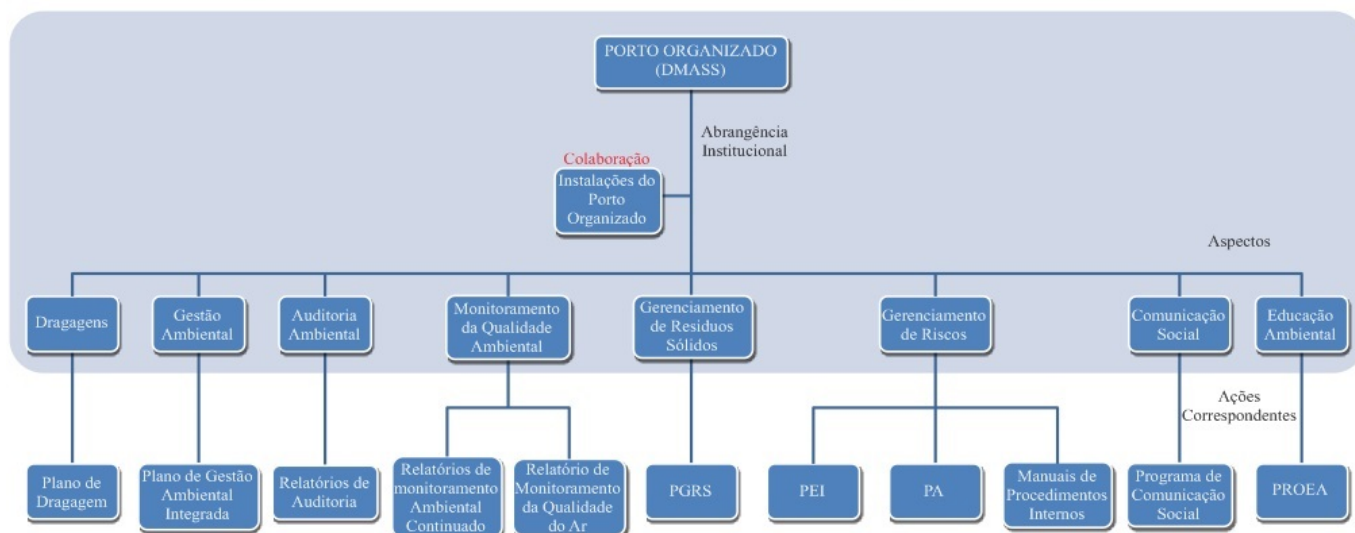 PORTO ORGANIZADO
(DMASS)
Abrangência
Institucional
Colaboração
Instalações do
Porto
Organizado
Aspectos
Dragagens
Gestão
Ambiental
Auditoria
Ambiental
Monitoramento
da Qualidade
Ambiental
Gerenciamento
de Resíduos
Sólidos
Gerenciamento
de Riscos
Comunicação
Social
Educação
Ambiental
Ações
Correspondentes
Plano de
Dragagem
Plano de Gestão
Ambiental
Integrada
Relatórios de
Auditoria
Relatórios de
monitoramento
Ambiental
Continuado
Relatório de
Monitoramento
da Qualidade
do Ar
PGRS
PEI
PA
Manuais de
Procedimentos
Internos
Programa de
Comunicação
Social
PROEA